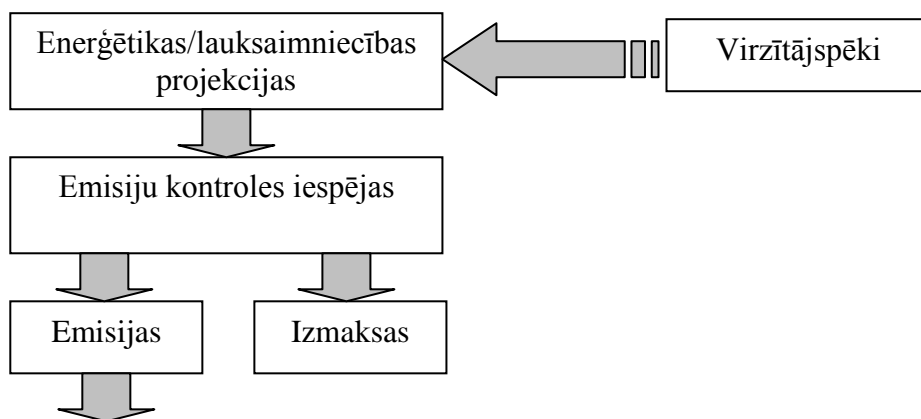 Enerģētikas/lauksaimniecības
projekcijas
Virzītājspēki
Emisiju kontroles iespējas
Emisijas
Izmaksas